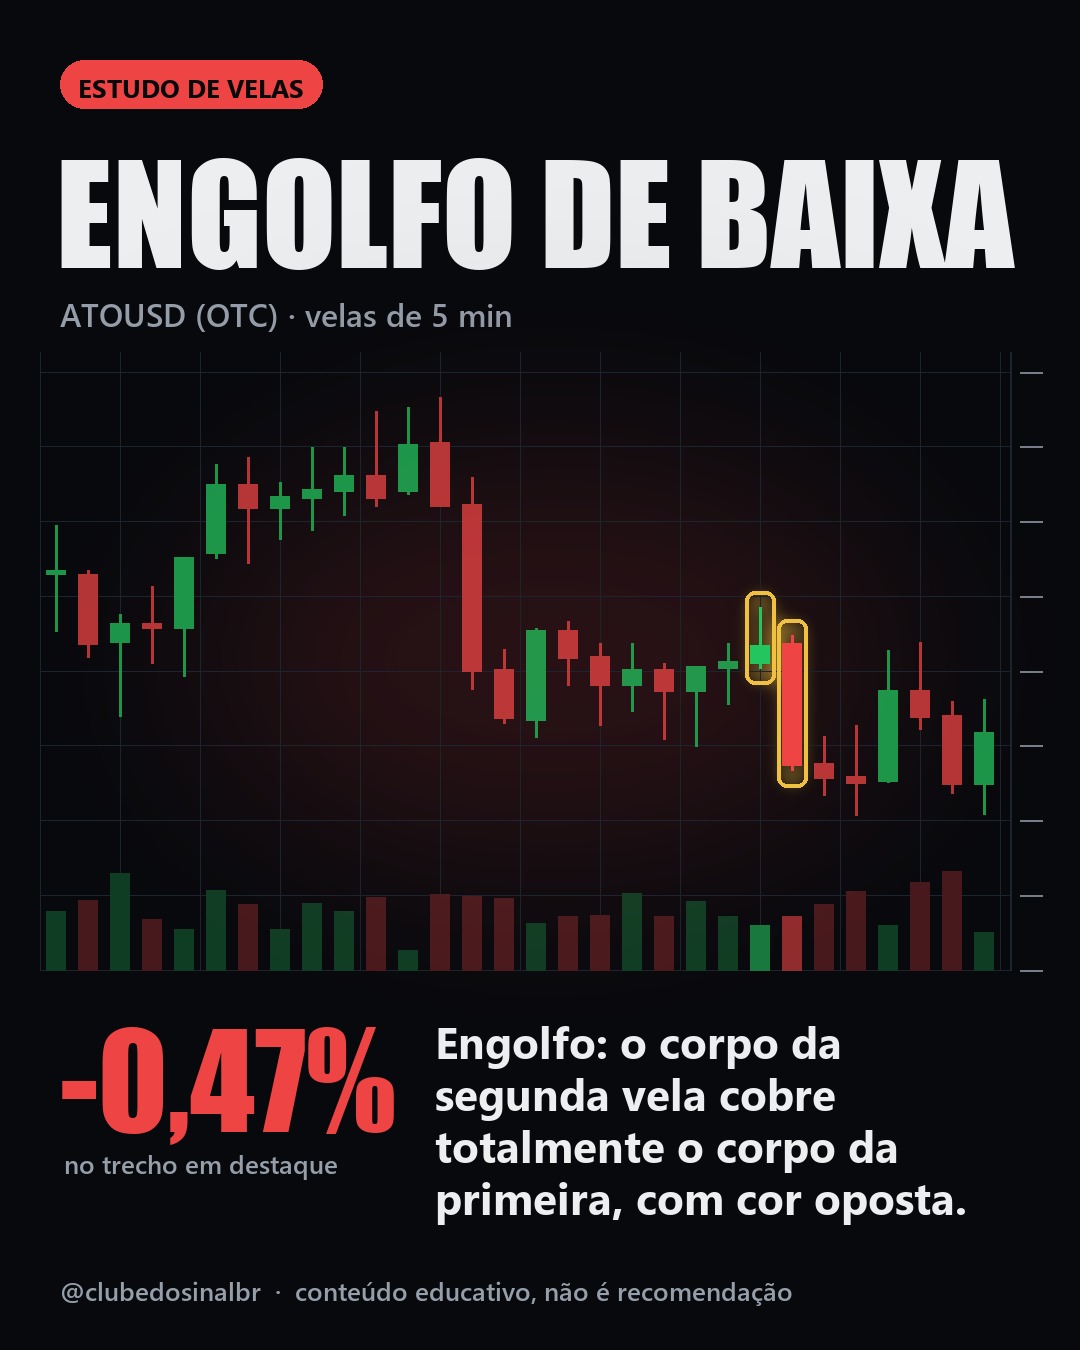 ESTUDO DE VELAS
ENGOLFO DE BAIXA
ATOUSD (OTC) · velas de 5 min
-0,47%
no trecho em destaque
Engolfo: o corpo da
segunda vela cobre
totalmente o corpo da
primeira, com cor oposta.
@clubedosinalbr · conteúdo educativo, não é recomendação